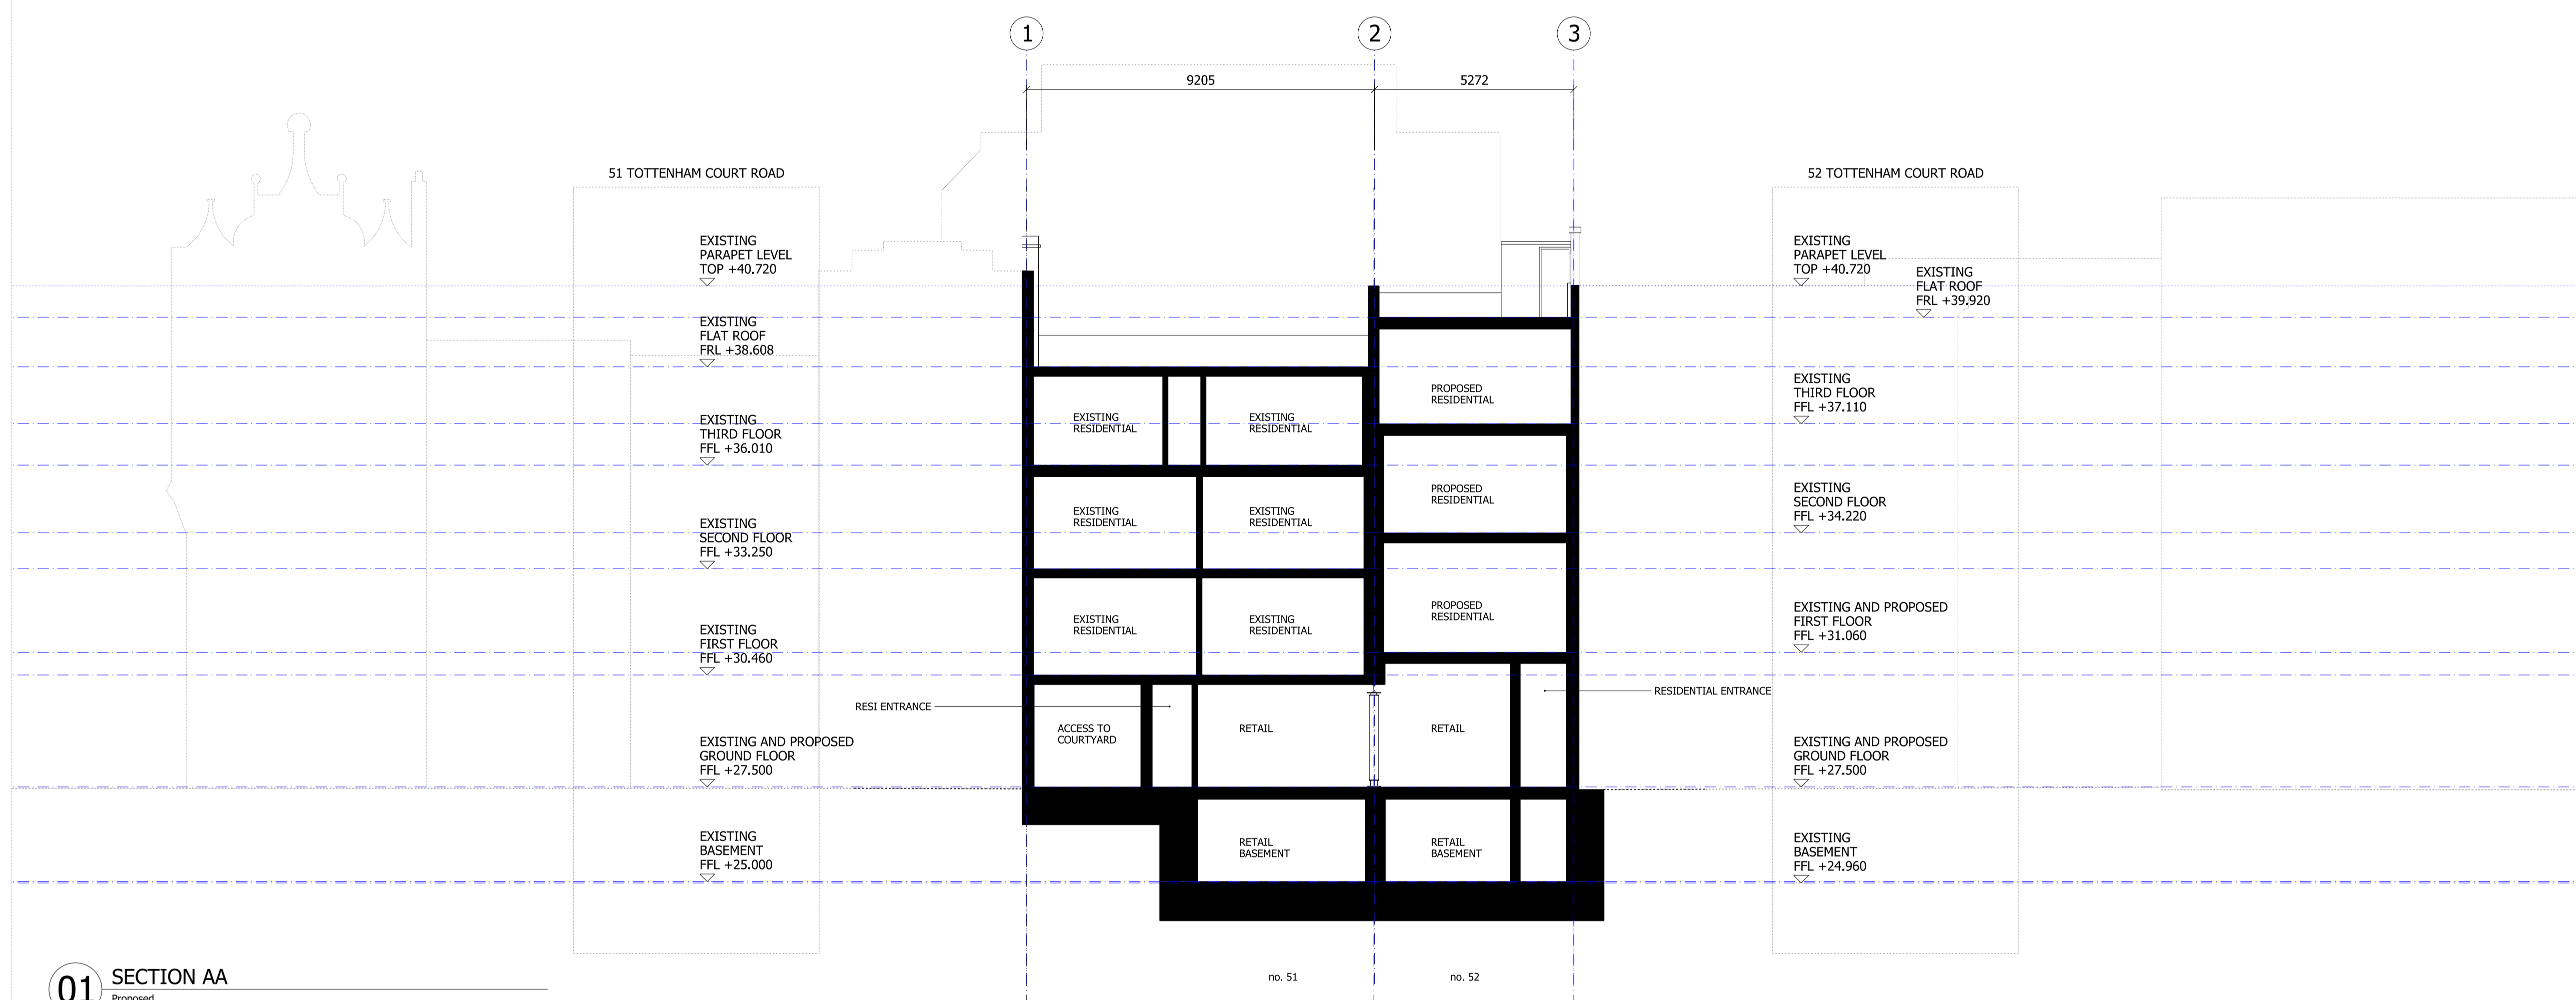 1
2
3
9205
5272
51 TOTTENHAM COURT ROAD
EXISTING
PARAPET LEVEL
TOP +40.720
EXISTING
FLAT ROOF
FRL +38.608
EXISTING
THIRD FLOOR
FFL +36.010
EXISTING
SECOND FLOOR
FFL +33.250
EXISTING
FIRST FLOOR
FFL +30.460
EXISTING AND PROPOSED
GROUND FLOOR
FFL +27.500
EXISTING
BASEMENT
FFL +25.000
EXISTING
RESIDENTIAL
EXISTING
RESIDENTIAL
PROPOSED
RESIDENTIAL
EXISTING
RESIDENTIAL
EXISTING
RESIDENTIAL
PROPOSED
RESIDENTIAL
EXISTING
RESIDENTIAL
EXISTING
RESIDENTIAL
PROPOSED
RESIDENTIAL
RESI ENTRANCE
RESIDENTIAL ENTRANCE
ACCESS TO
COURTYARD
RETAIL
RETAIL
RETAIL
BASEMENT
RETAIL
BASEMENT
no. 51
no. 52
52 TOTTENHAM COURT ROAD
EXISTING
PARAPET LEVEL
TOP +40.720
EXISTING
FLAT ROOF
FRL +39.920
EXISTING
THIRD FLOOR
FFL +37.110
EXISTING
SECOND FLOOR
FFL +34.220
EXISTING AND PROPOSED
FIRST FLOOR
FFL +31.060
EXISTING AND PROPOSED
GROUND FLOOR
FFL +27.500
EXISTING
BASEMENT
FFL +24.960
01
SECTION AA
Proposed